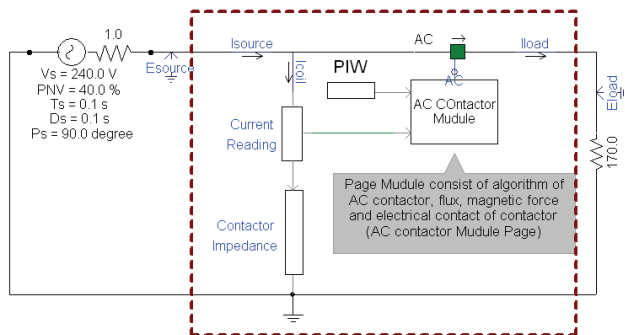 1.0
Vs = 240.0 V
PNV = 40.0 %
Ts = 0.1 s
Ds = 0.1 s
Ps = 90.0 degree
Esource
Isource
Icoil
AC
Iload
PIW
AC
AC COntactor
Mudule
Eload
170.0
Current
Reading
Contactor
Impedance
Page Mudule consist of algorithm of
AC contactor, flux, magnetic force
and electrical contact of contactor
(AC contactor Mudule Page)